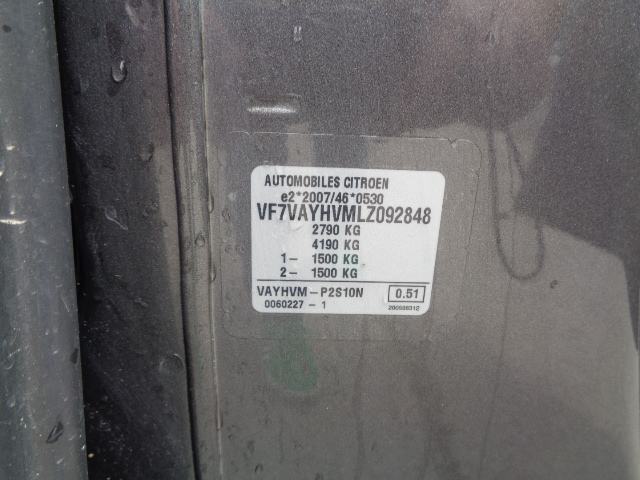 AUTOMOBILES CITROEN
e2*2007/46*0530
VF7VAYHVMLZ092848
2790 KG
4190 KG
1- 1500 KG
2- 1500 KG
VAYHVM-P2S10N 0.51
0060227 - 1